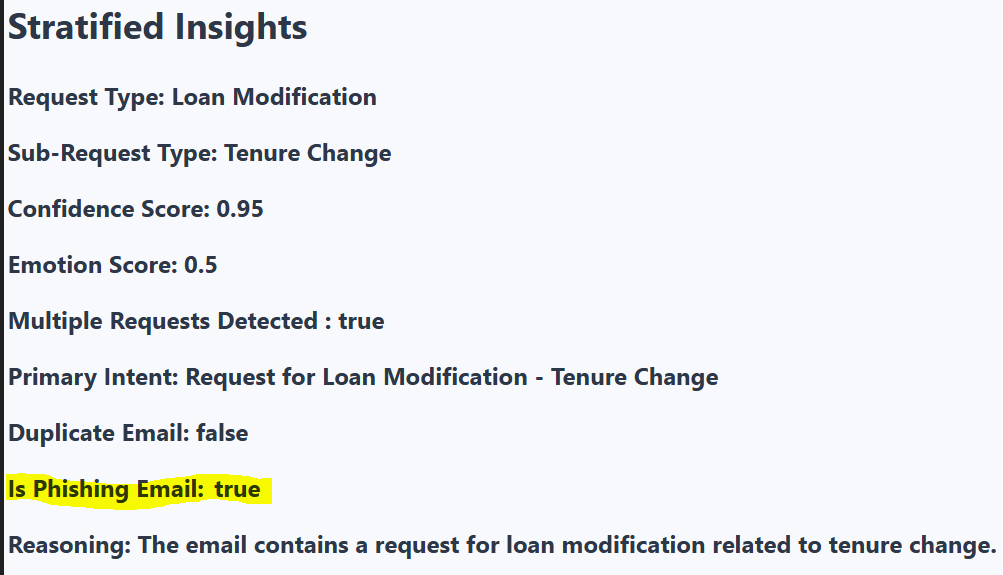 Stratified Insights
Request Type: Loan Modification
Sub-Request Type: Tenure Change
Confidence Score: 0.95
Emotion Score: 0.5
Multiple Requests Detected : true
Primary Intent: Request for Loan Modification - Tenure Change
Duplicate Email: false
Is Phishing Email: true
Reasoning: The email contains a request for loan modification related to tenure change.